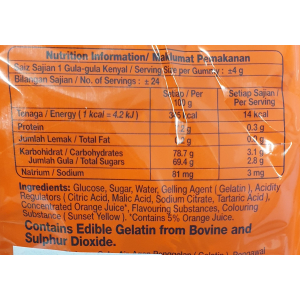 Nutrition Information / Maklumat Pemakanan
Saiz Sajian 1 Gula-gula Kenyal / Serving Size per Gummy : ±4 g
Bilangan Sajian / No. of Servings : ± 24
Setiap / Per 100 g
Setiap Sajian / Per Serving
Tenaga / Energy ( 1 kcal = 4.2 kJ ) kcal 14 kcal
Protein g 0.3 g
Jumlah Lemak / Total Fat g
Karbohidrat / Carbohydrates 78.7 g
Jumlah Gula / Total Sugars 69.4 g 2.8 g
Natrium / Sodium 81 mg 3 mg
Ingredients: Glucose, Sugar, Water, Gelling Agent ( Gelatin ), Acidity
Regulators ( Citric Acid, Malic Acid, Sodium Citrate, Tartaric Acid ),
Concentrated Orange Juice*, Flavouring Substances, Colouring
Substance ( Sunset Yellow ). *Contains 5% Orange Juice.
Contains Edible Gelatin from Bovine and
Sulphur Dioxide.